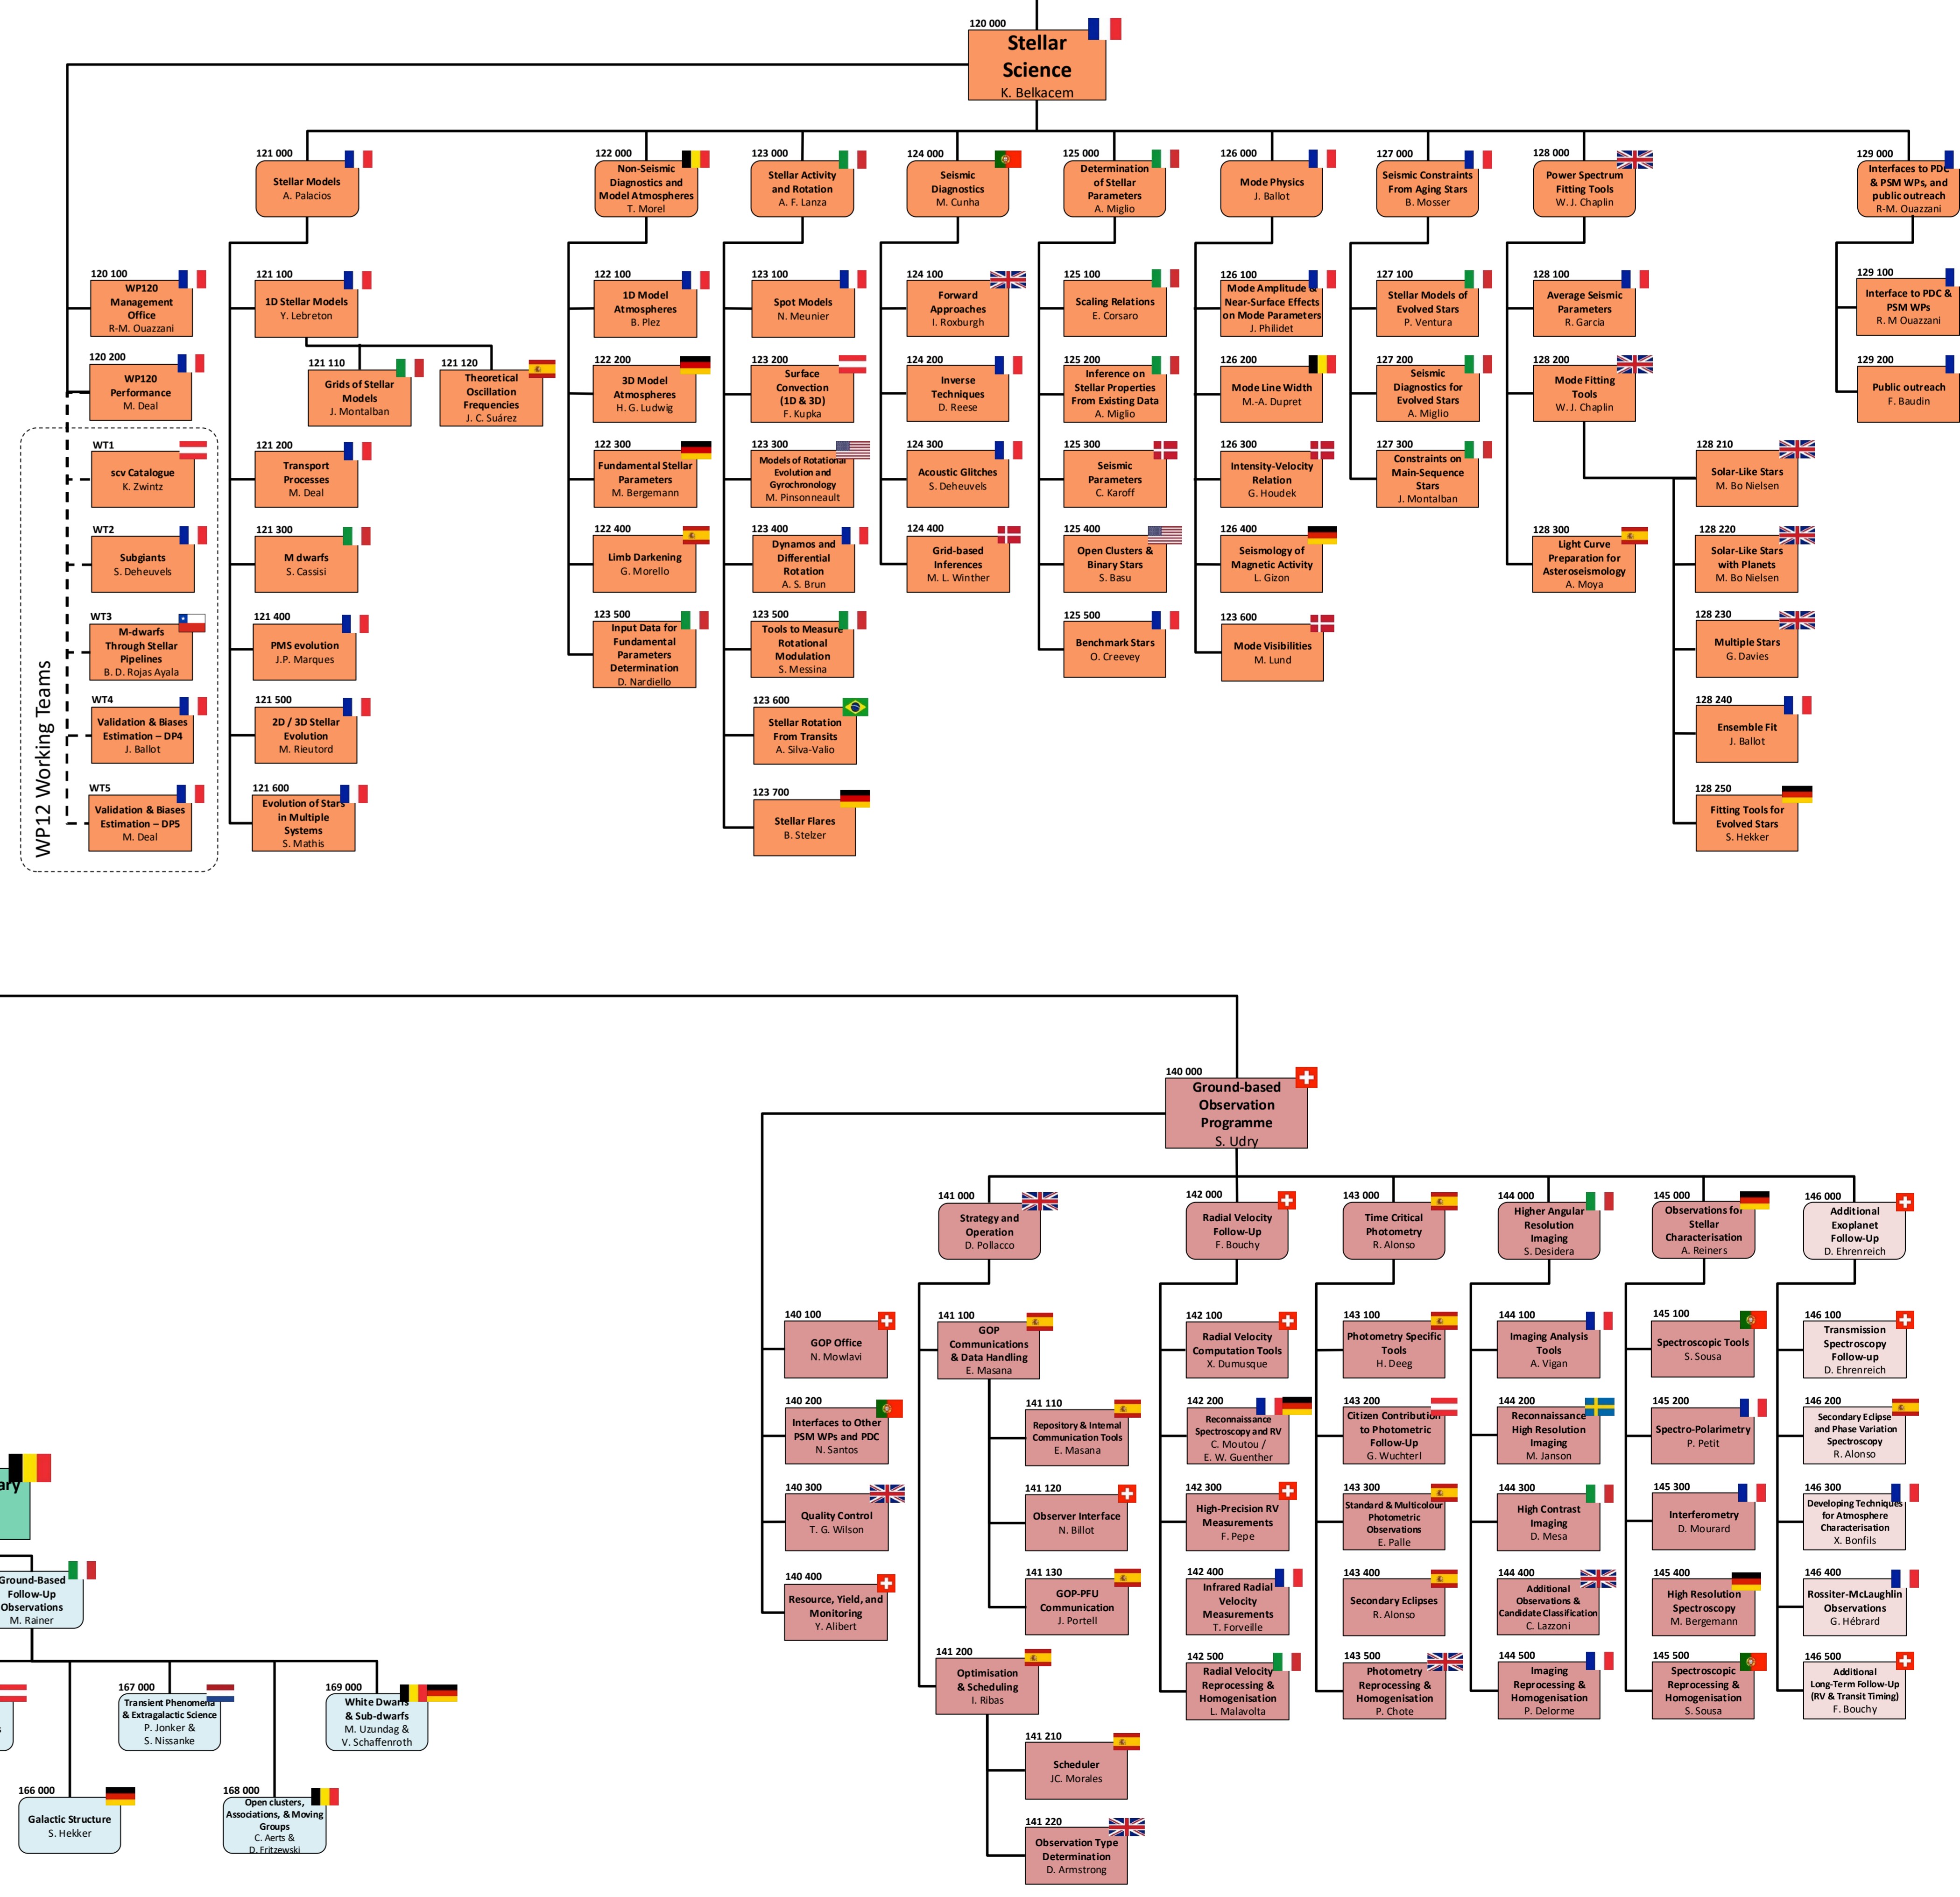 120 000
Stellar
Science
K. Belkacem
121 000
Stellar Models
A. Palacios
122 000
Non-Seismic
Diagnostics and
Model Atmospheres
T. Morel
123 000
Stellar Activity
and Rotation
A. F. Lanza
124 000
Seismic
Diagnostics
M. Cunha
125 000
Determination
of Stellar
Parameters
A. Miglio
126 000
Mode Physics
J. Ballot
127 000
Seismic Constraints
From Aging Stars
B. Mosser
128 000
Power Spectrum
Fitting Tools
W. J. Chaplin
129 000
Interfaces to PDC
& PSM WPs, and
public outreach
R-M. Ouazzani
120 100
WP120
Management
Office
R-M. Ouazzani
120 200
WP120
Performance
M. Deal
WP12 Working Teams
WT1
scv Catalogue
K. Zwintz
WT2
Subgiants
S. Deheuvels
WT3
M-dwarfs
Through Stellar
Pipelines
B. D. Rojas Ayala
WT4
Validation & Biases
Estimation – DP4
J. Ballot
WT5
Validation & Biases
Estimation – DP5
M. Deal
121 100
1D Stellar Models
Y. Lebreton
121 110
Grids of Stellar
Models
J. Montalban
121 120
Theoretical
Oscillation
Frequencies
J. C. Suárez
121 200
Transport
Processes
M. Deal
121 300
M dwarfs
S. Cassisi
121 400
PMS evolution
J.P. Marques
121 500
2D / 3D Stellar
Evolution
M. Rieutord
121 600
Evolution of Stars
in Multiple
Systems
S. Mathis
122 100
1D Model
Atmospheres
B. Plez
122 200
3D Model
Atmospheres
H. G. Ludwig
122 300
Fundamental Stellar
Parameters
M. Bergemann
122 400
Limb Darkening
G. Morello
123 500
Input Data for
Fundamental
Parameters
Determination
D. Nardiello
123 100
Spot Models
N. Meunier
123 200
Surface
Convection
(1D & 3D)
F. Kupka
123 300
Models of Rotational
Evolution and
Gyrochronology
M. Pinsonneault
123 400
Dynamos and
Differential
Rotation
A. S. Brun
123 500
Tools to Measure
Rotational
Modulation
S. Messina
123 600
Stellar Rotation
From Transits
A. Silva-Valio
123 700
Stellar Flares
B. Stelzer
124 100
Forward
Approaches
I. Roxburgh
124 200
Inverse
Techniques
D. Reese
124 300
Acoustic Glitches
S. Deheuvels
124 400
Grid-based
Inferences
M. L. Winther
125 100
Scaling Relations
E. Corsaro
125 200
Inference on
Stellar Properties
From Existing Data
A. Miglio
125 300
Seismic
Parameters
C. Karoff
125 400
Open Clusters &
Binary Stars
S. Basu
125 500
Benchmark Stars
O. Creevey
126 100
Mode Amplitude &
Near-Surface Effects
on Mode Parameters
J. Philidet
126 200
Mode Line Width
M.-A. Dupret
126 300
Intensity-Velocity
Relation
G. Houdek
126 400
Seismology of
Magnetic Activity
L. Gizon
123 600
Mode Visibilities
M. Lund
127 100
Stellar Models of
Evolved Stars
P. Ventura
127 200
Seismic
Diagnostics for
Evolved Stars
A. Miglio
127 300
Constraints on
Main-Sequence
Stars
J. Montalban
128 100
Average Seismic
Parameters
R. Garcia
128 200
Mode Fitting
Tools
W. J. Chaplin
128 300
Light Curve
Preparation for
Asteroseismology
A. Moya
128 210
Solar-Like Stars
M. Bo Nielsen
128 220
Solar-Like Stars
with Planets
M. Bo Nielsen
128 230
Multiple Stars
G. Davies
128 240
Ensemble Fit
J. Ballot
128 250
Fitting Tools for
Evolved Stars
S. Hekker
129 100
Interface to PDC &
PSM WPs
R. M Ouazzani
129 200
Public outreach
F. Baudin
140 000
Ground-based
Observation
Programme
S. Udry
141 000
Strategy and
Operation
D. Pollacco
142 000
Radial Velocity
Follow-Up
F. Bouchy
143 000
Time Critical
Photometry
R. Alonso
144 000
Higher Angular
Resolution
Imaging
S. Desidera
145 000
Observations for
Stellar
Characterisation
A. Reiners
146 000
Additional
Exoplanet
Follow-Up
D. Ehrenreich
140 100
GOP Office
N. Mowlavi
140 200
Interfaces to Other
PSM WPs and PDC
N. Santos
140 300
Quality Control
T. G. Wilson
140 400
Resource, Yield, and
Monitoring
Y. Alibert
141 100
GOP
Communications
& Data Handling
E. Masana
141 110
Repository & Internal
Communication Tools
E. Masana
141 120
Observer Interface
N. Billot
141 130
GOP-PFU
Communication
J. Portell
141 200
Optimisation
& Scheduling
I. Ribas
141 210
Scheduler
JC. Morales
141 220
Observation Type
Determination
D. Armstrong
142 100
Radial Velocity
Computation Tools
X. Dumusque
142 200
Reconnaissance
Spectroscopy and RV
C. Moutou /
E. W. Guenther
142 300
High-Precision RV
Measurements
F. Pepe
142 400
Infrared Radial
Velocity
Measurements
T. Forveille
142 500
Radial Velocity
Reprocessing &
Homogenisation
L. Malavolta
143 100
Photometry Specific
Tools
H. Deeg
143 200
Citizen Contribution
to Photometric
Follow-Up
G. Wuchterl
143 300
Standard & Multicolour
Photometric
Observations
E. Palle
143 400
Secondary Eclipses
R. Alonso
143 500
Photometry
Reprocessing &
Homogenisation
P. Chote
144 100
Imaging Analysis
Tools
A. Vigan
144 200
Reconnaissance
High Resolution
Imaging
M. Janson
144 300
High Contrast
Imaging
D. Mesa
144 400
Additional
Observations &
Candidate Classification
C. Lazzoni
144 500
Imaging
Reprocessing &
Homogenisation
P. Delorme
145 100
Spectroscopic Tools
S. Sousa
145 200
Spectro-Polarimetry
P. Petit
145 300
Interferometry
D. Mourard
145 400
High Resolution
Spectroscopy
M. Bergemann
145 500
Spectroscopic
Reprocessing &
Homogenisation
S. Sousa
146 100
Transmission
Spectroscopy
Follow-up
D. Ehrenreich
146 200
Secondary Eclipse
and Phase Variation
Spectroscopy
R. Alonso
146 300
Developing Techniques
for Atmosphere
Characterisation
X. Bonfils
146 400
Rossiter-McLaughlin
Observations
G. Hébrard
146 500
Additional
Long-Term Follow-Up
(RV & Transit Timing)
F. Bouchy
ary
Ground-Based
Follow-Up
Observations
M. Rainer
s
167 000
Transient Phenomena
& Extragalactic Science
P. Jonker &
S. Nissanke
169 000
White Dwarfs
& Sub-dwarfs
M. Uzundag &
V. Schaffenroth
166 000
Galactic Structure
S. Hekker
168 000
Open clusters,
Associations, & Moving
Groups
C. Aerts &
D. Fritzewski